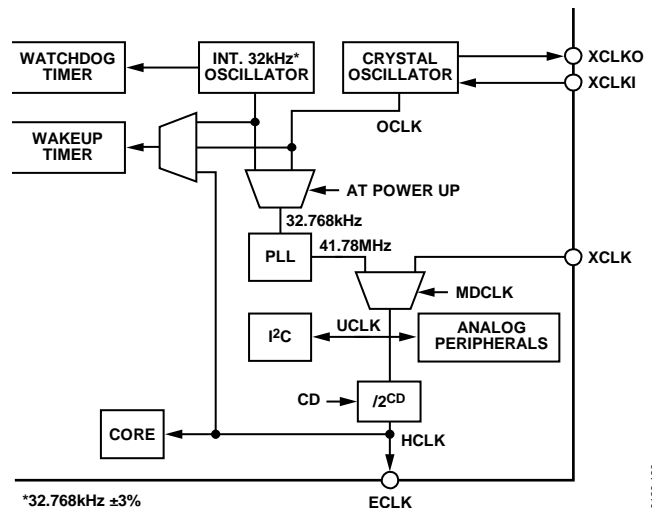 WATCHDOG
TIMER
INT. 32kHz*
OSCILLATOR
CRYSTAL
OSCILLATOR
XCLKO
XCLKI
OCLK
WAKEUP
TIMER
AT POWER UP
32.768kHz
PLL
41.78MHz
XCLK
MDCLK
I²C
UCLK
ANALOG
PERIPHERALS
CD
/2ᶜᴰ
CORE
HCLK
*32.768kHz ±3%
ECLK